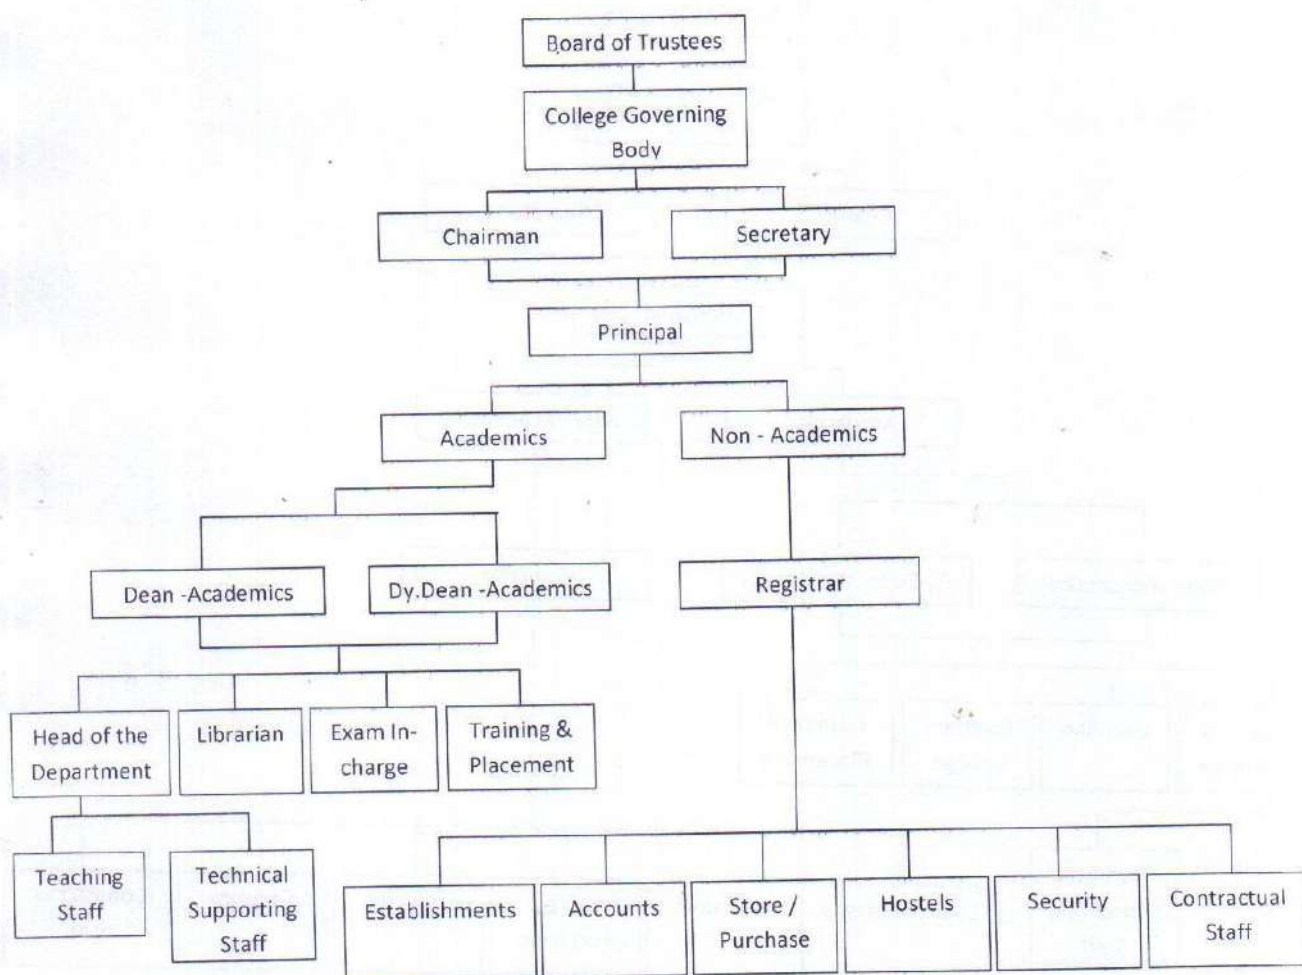 Board of Trustees
College Governing
Body
Chairman
Secretary
Principal
Academics
Non - Academics
Dean -Academics
Dy.Dean -Academics
Registrar
Head of the
Department
Librarian
Exam In-
charge
Training &
Placement
Teaching
Staff
Technical
Supporting
Staff
Establishments
Accounts
Store /
Purchase
Hostels
Security
Contractual
Staff